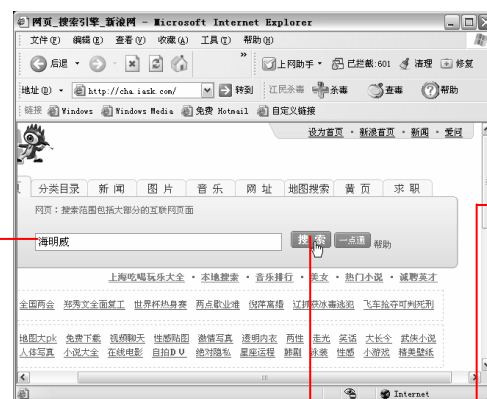 网页_搜索引擎_新浪网 - Microsoft Internet Explorer
文件(F) 编辑(E) 查看(V) 收藏(A) 工具(T) 帮助(H)
后退 上网助手 已拦截:601 清理 修复
地址(D) http://cha.iask.com/ 转到 江民杀毒 杀毒 查毒 帮助
链接 Windows Windows Media 免费 Hotmail 自定义链接
设为首页 · 新浪首页 · 新闻 · 爱问
分类目录 新闻 图片 音乐 网址 地图搜索 黄页 求职
网页：搜索范围包括大部分的互联网页面
海明威 搜索 一点通 帮助
上海吃喝玩乐大全 · 本地搜索 · 音乐排行 · 美女 · 热门小说 · 诚聘英才
全国两会 郑秀文全面复工 世界杯热身赛 两点歇业难 倪萍离婚 辽抓获冰毒逃犯 飞车抢夺可判死刑
地图大pk 免费下载 视频聊天 性感贴图 激情写真 透明内衣 两性 走光 笑话 大长今 武侠小说
人体写真 小说大全 在线电影 自拍DV 绝对隐私 星座运程 韩剧 泳装 性感 小游戏 精美壁纸
Internet